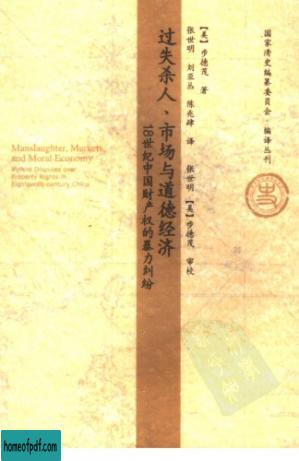 国家清史编纂委员会·编译丛刊
【美】步德茂 著
张世明 刘亚丛 陈兆肆 译
张世明 【美】步德茂 审校
过失杀人、市场与道德经济
18世纪中国财产权的暴力纠纷
Manslaughter, Markets,
and Moral Economy
Violent Disputes over
Property Rights in
Eighteenth-century China
homeofpdf.com
homeofpdf.com